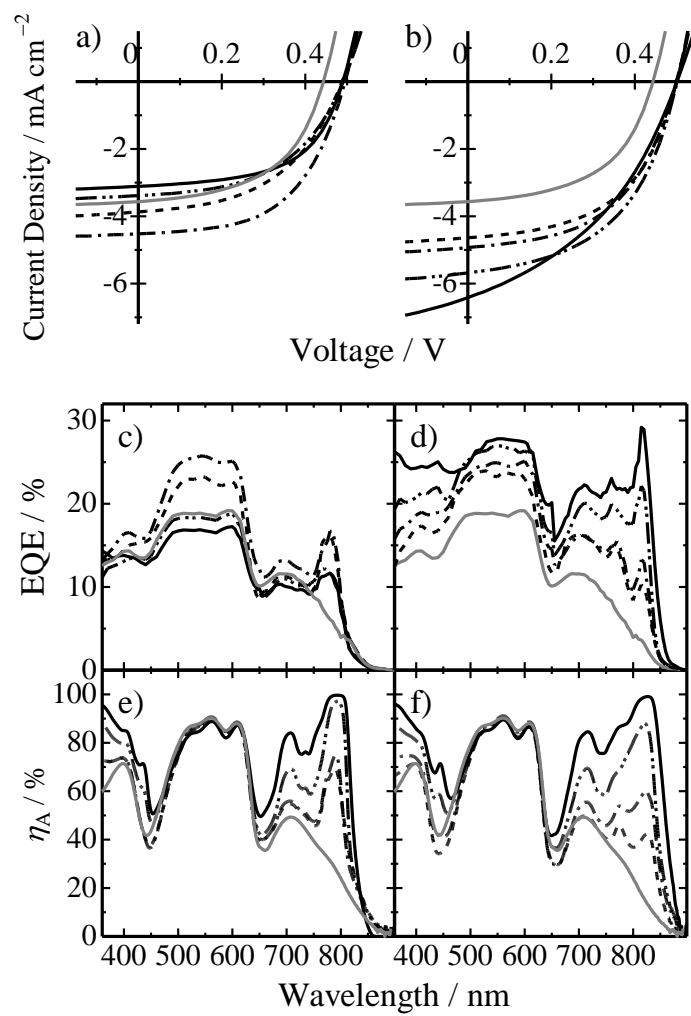 a) 0 0.4
b) 0 0.2 0.4
Current Density / mA cm⁻²
-2
-4
-6
-2
-4
-6
Voltage / V
c)
d)
EQE / %
30
20
10
0
e)
f)
η_A / %
100
80
60
40
20
0
400 500 600 700 800
400 500 600 700 800
Wavelength / nm